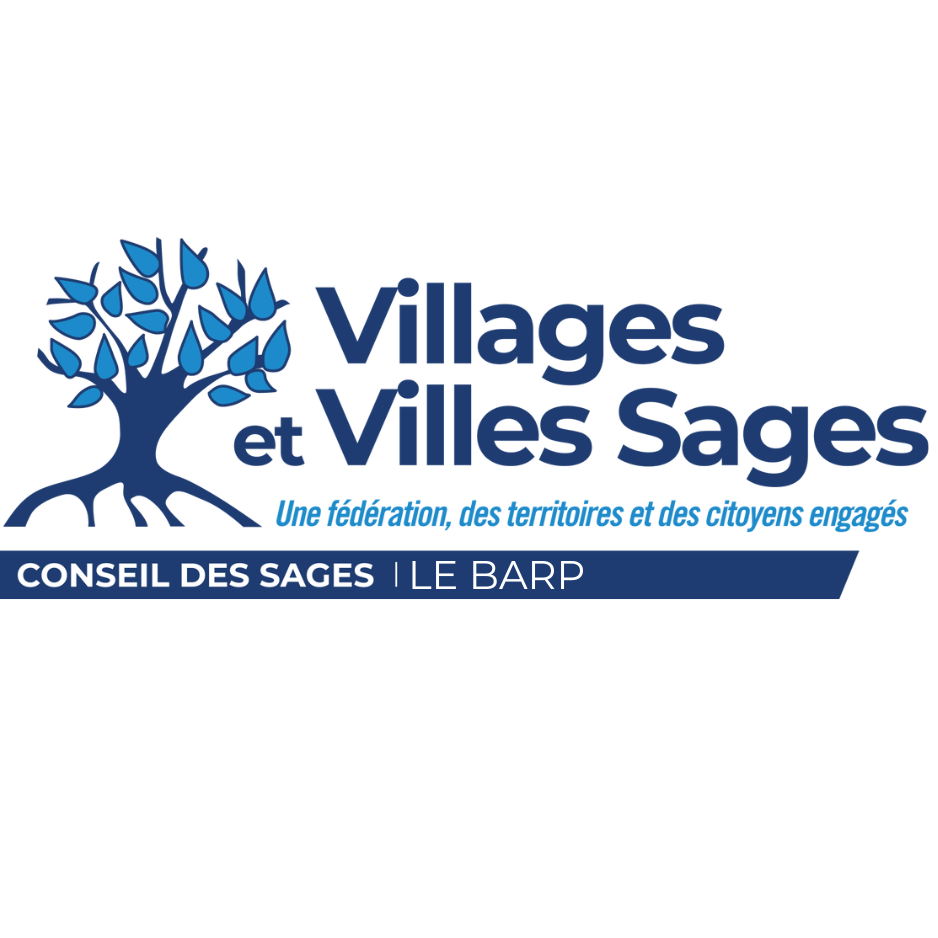 Villages
et Villes Sages
Une fédération, des territoires et des citoyens engagés
CONSEIL DES SAGES | LE BARP